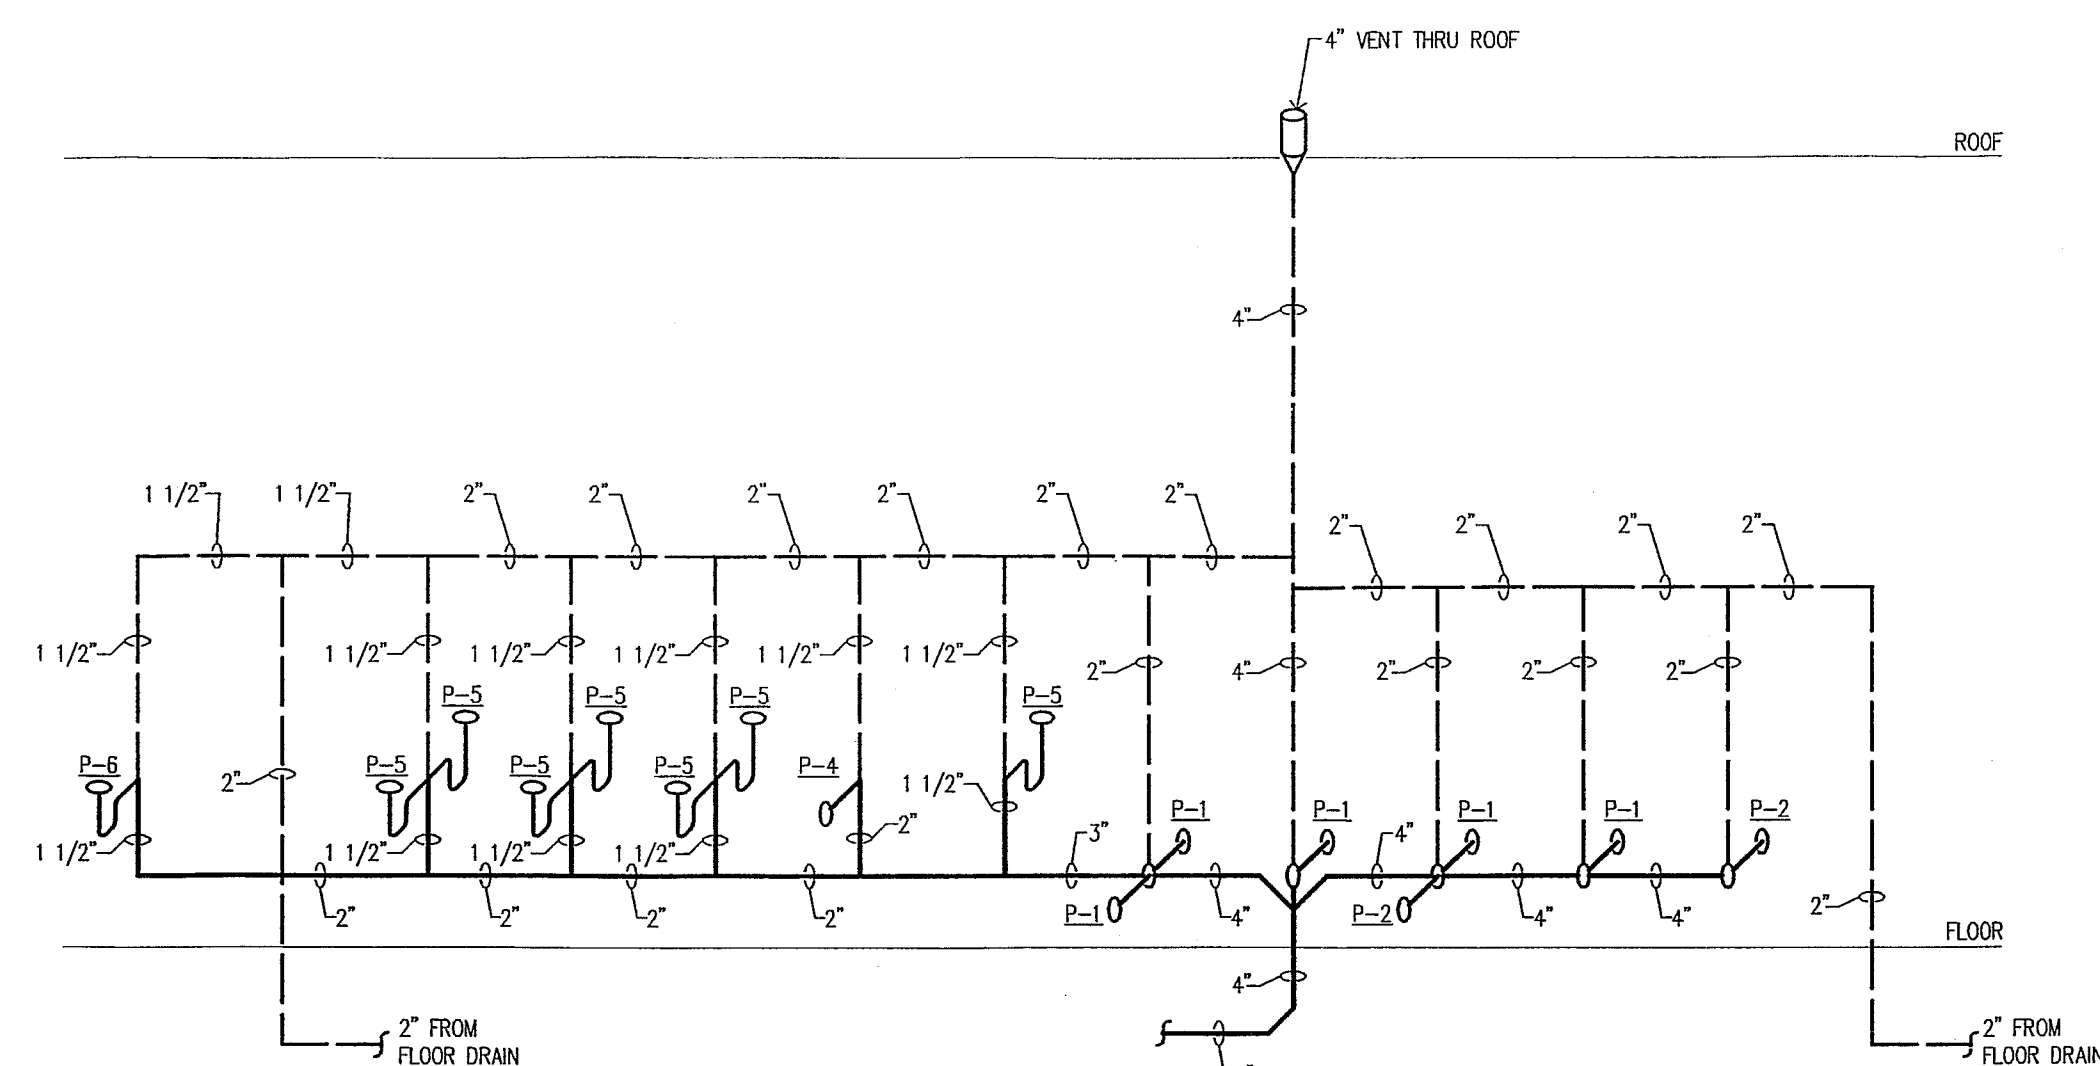 4" VENT THRU ROOF
ROOF
4"
1 1/2" 1 1/2" 2" 2" 2" 2" 2" 2"
2" 2" 2" 2"
1 1/2" 1 1/2" 1 1/2" 1 1/2" 1 1/2" 1 1/2" 2" 4" 2" 2" 2"
P-5 P-5 P-5 P-5
P-6 2" P-5 P-5 P-5 P-4 1 1/2"
P-1 P-1 P-1 P-1 P-2
1 1/2" 1 1/2" 1 1/2" 1 1/2" 2" 3" 4"
2" 2" 2" 2" P-1 4" P-2 4" 4" 2"
FLOOR
4"
2" FROM
FLOOR DRAIN
2" FROM
FLOOR DRAIN